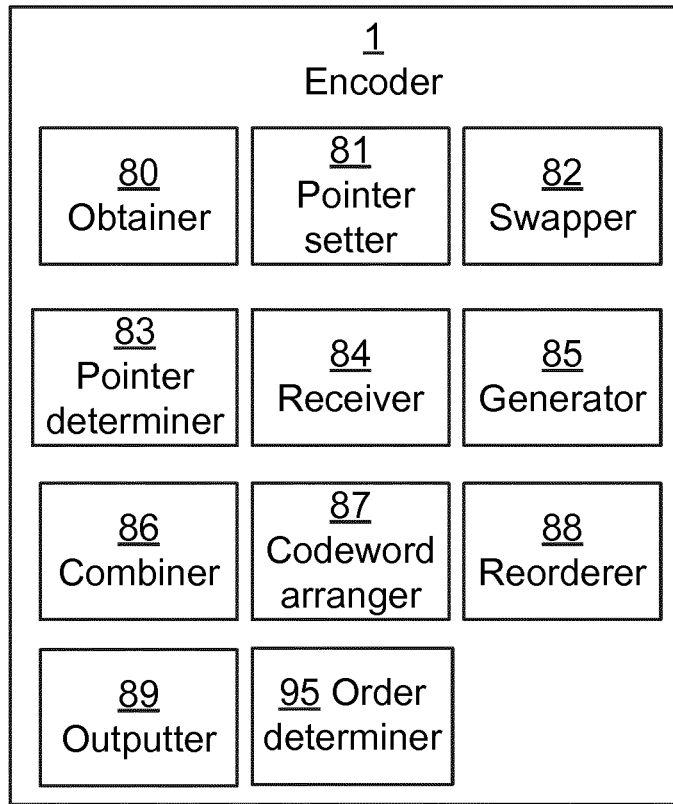 1
Encoder
80
Obtainer
81
Pointer
setter
82
Swapper
83
Pointer
determiner
84
Receiver
85
Generator
86
Combiner
87
Codeword
arranger
88
Reorderer
89
Outputter
95 Order
determiner